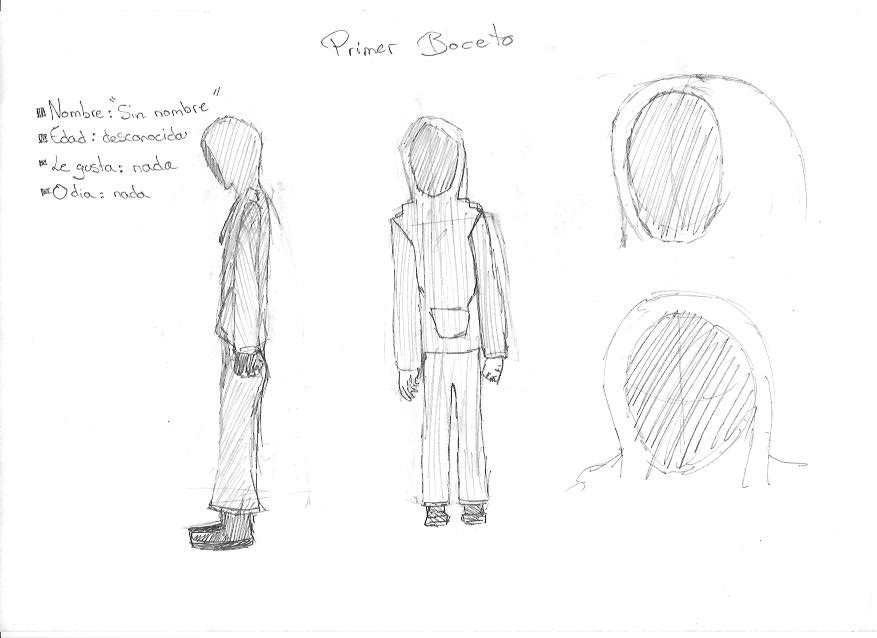 Primer Boceto
Nombre: "Sin nombre"
Edad: desconocida
Le gusta: nada
Odia: nada